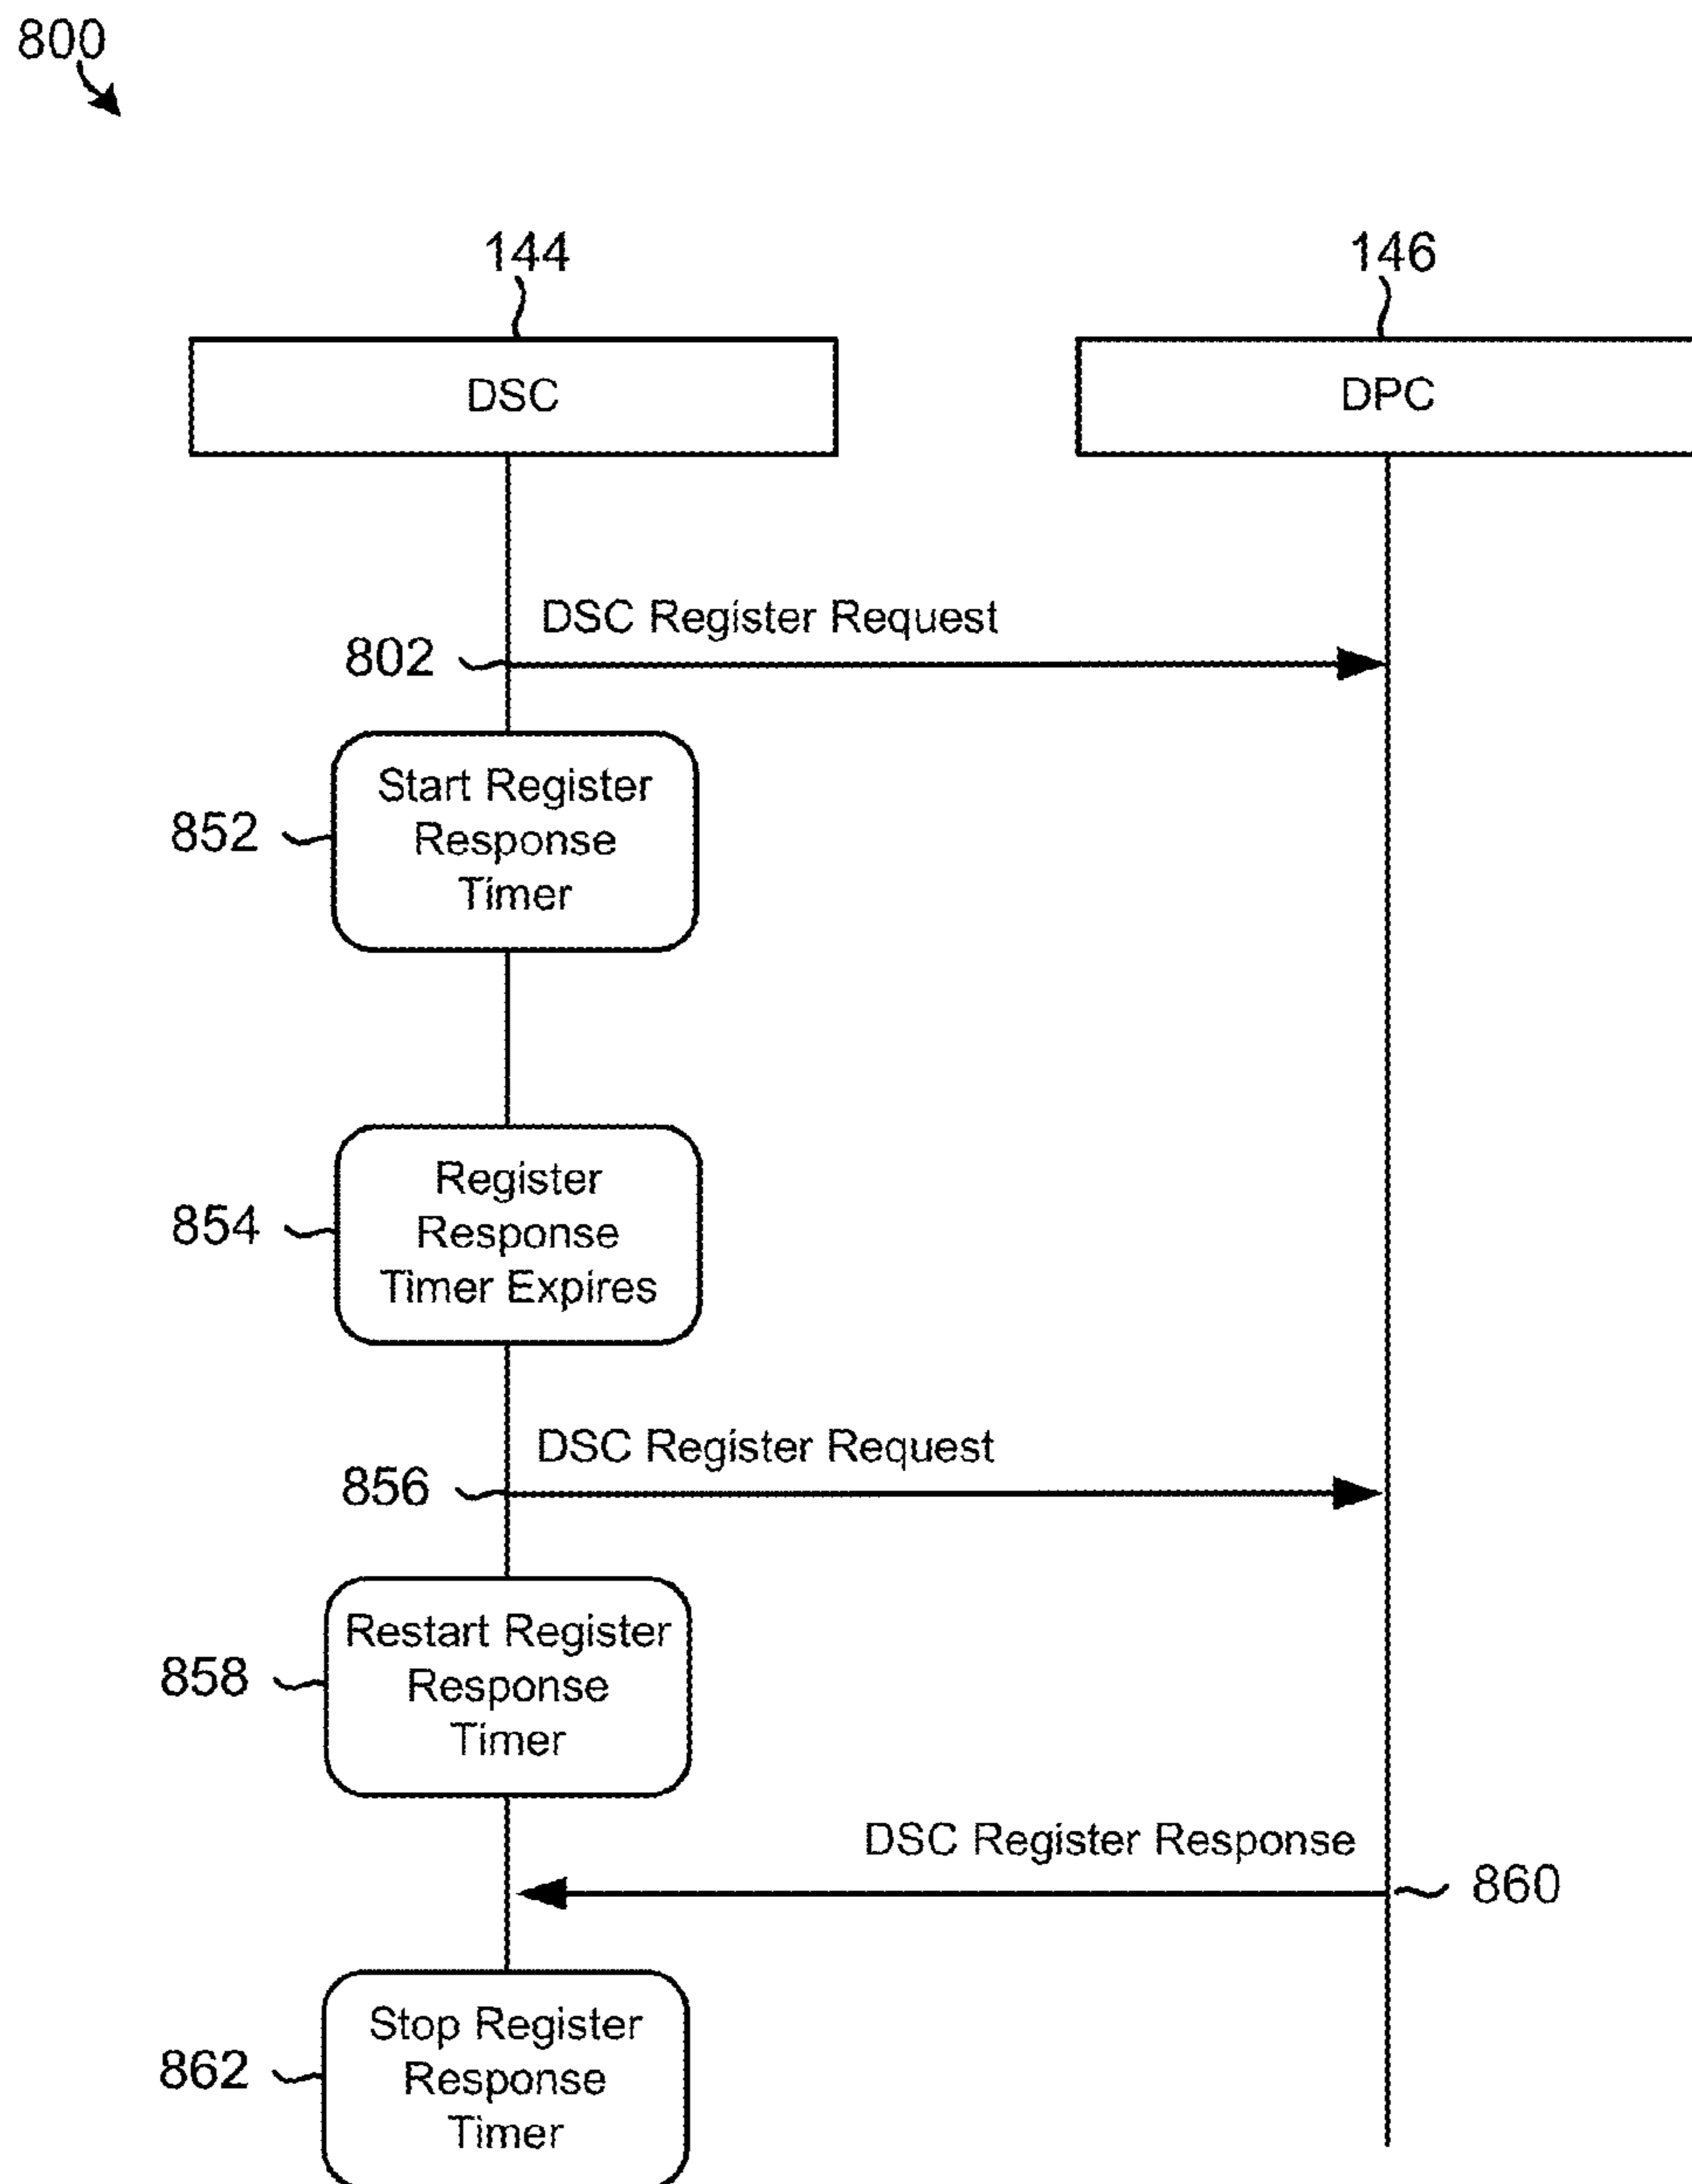 800
144
146
DSC
DPC
DSC Register Request
802
Start Register
Response
Timer
852
Register
Response
Timer Expires
854
DSC Register Request
856
Restart Register
Response
Timer
858
DSC Register Response
860
Stop Register
Response
Timer
862